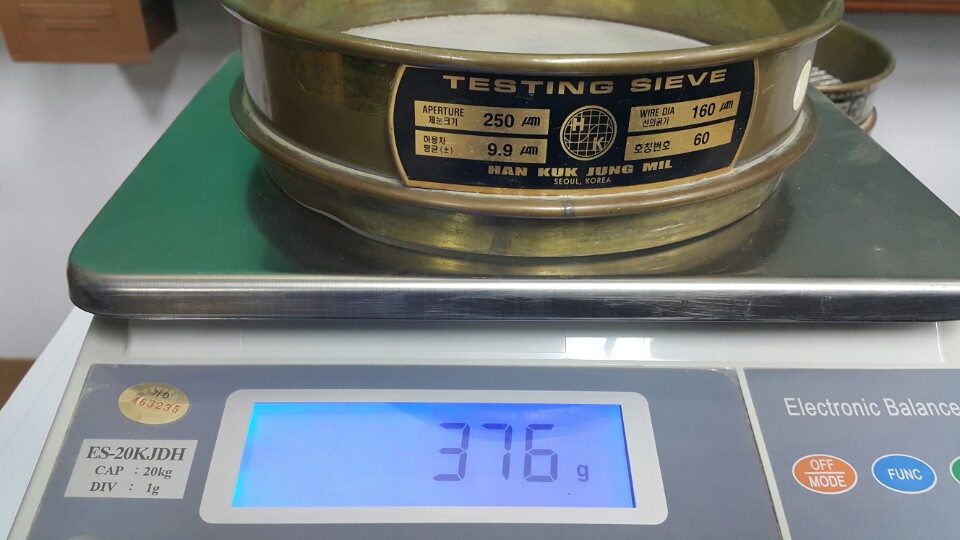 TESTING SIEVE
APERTURE
체눈크기
250 μm
WIRE DIA
선의굵기
160 μm
허용차
평균(±)
9.9 μm
호칭번호
60
H K
HAN KUK JUNG MIL
SEOUL, KOREA
463235
ES-20KJDH
CAP : 20kg
DIV : 1g
376 g
Electronic Balance
OFF
MODE
FUNC